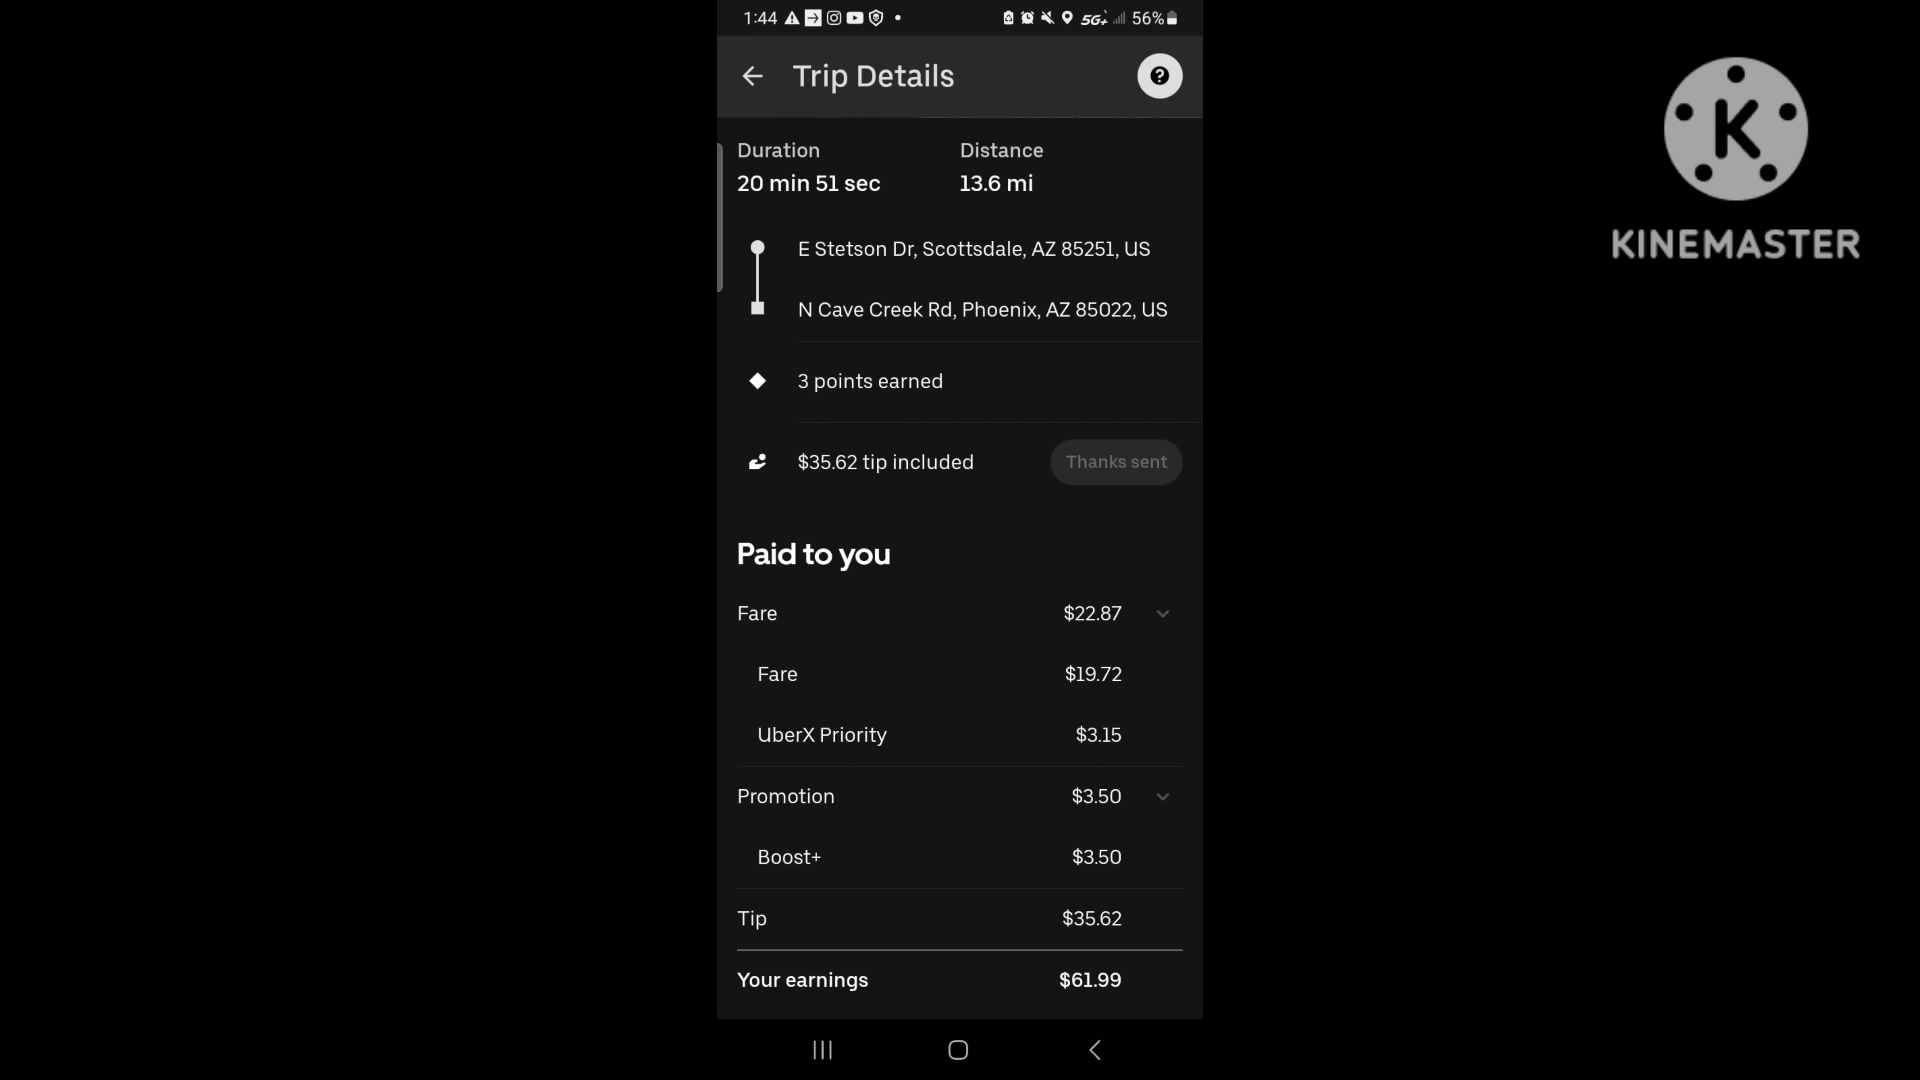 1:44
5G+ 56%
Trip Details
Duration Distance
20 min 51 sec 13.6 mi
E Stetson Dr, Scottsdale, AZ 85251, US
N Cave Creek Rd, Phoenix, AZ 85022, US
3 points earned
$35.62 tip included Thanks sent
Paid to you
Fare $22.87
Fare $19.72
UberX Priority $3.15
Promotion $3.50
Boost+ $3.50
Tip $35.62
Your earnings $61.99
K
KINEMASTER